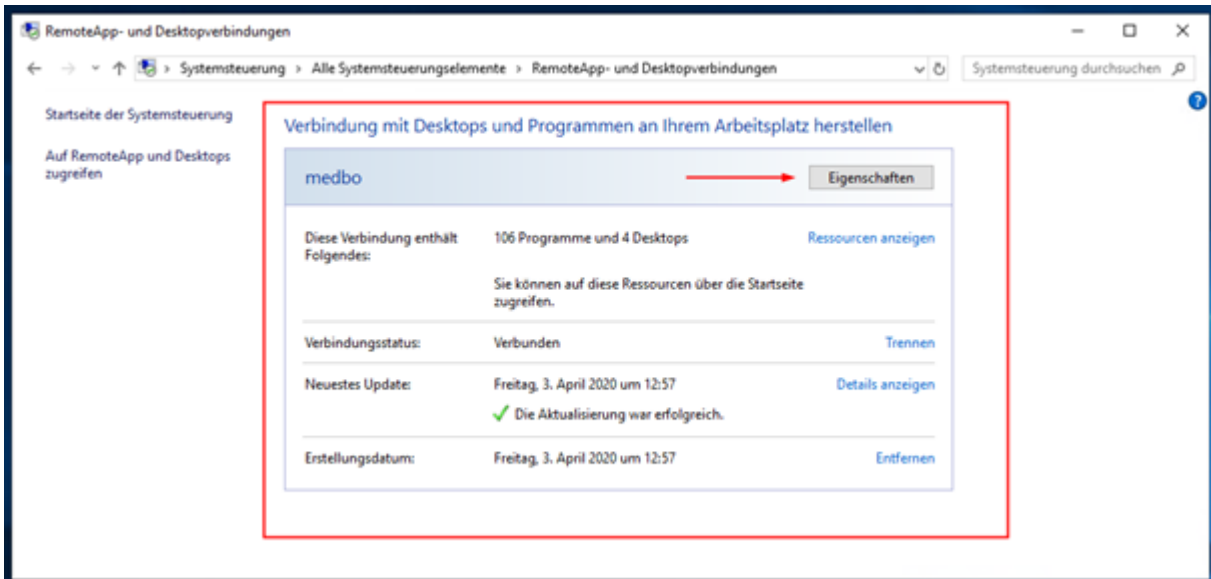 RemoteApp- und Desktopverbindungen
Systemsteuerung > Alle Systemsteuerungselemente > RemoteApp- und Desktopverbindungen
Systemsteuerung durchsuchen
?
Startseite der Systemsteuerung
Auf RemoteApp und Desktops
zugreifen
Verbindung mit Desktops und Programmen an Ihrem Arbeitsplatz herstellen
medbo
Eigenschaften
Diese Verbindung enthält
Folgendes:
106 Programme und 4 Desktops
Ressourcen anzeigen
Sie können auf diese Ressourcen über die Startseite
zugreifen.
Verbindungsstatus:
Verbunden
Trennen
Neuestes Update:
Freitag, 3. April 2020 um 12:57
Details anzeigen
Die Aktualisierung war erfolgreich.
Erstellungsdatum:
Freitag, 3. April 2020 um 12:57
Entfernen